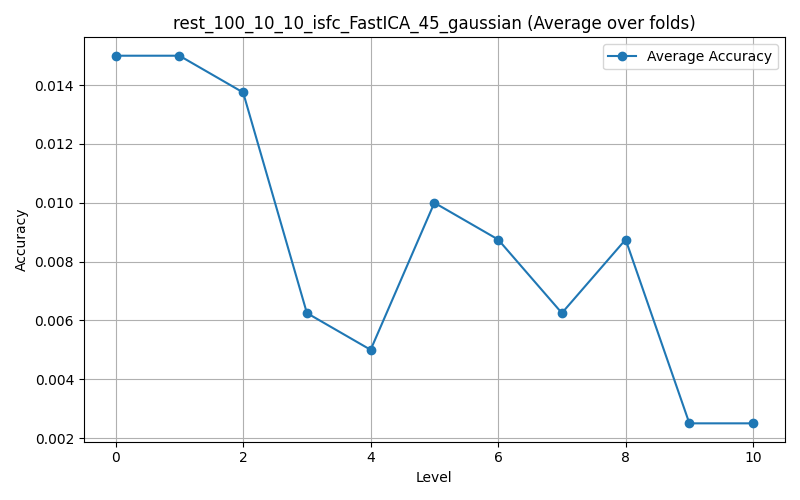 rest_100_10_10_isfc_FastICA_45_gaussian (Average over folds)
Average Accuracy
0.014
0.012
0.010
0.008
0.006
0.004
0.002
Accuracy
0 2 4 6 8 10
Level